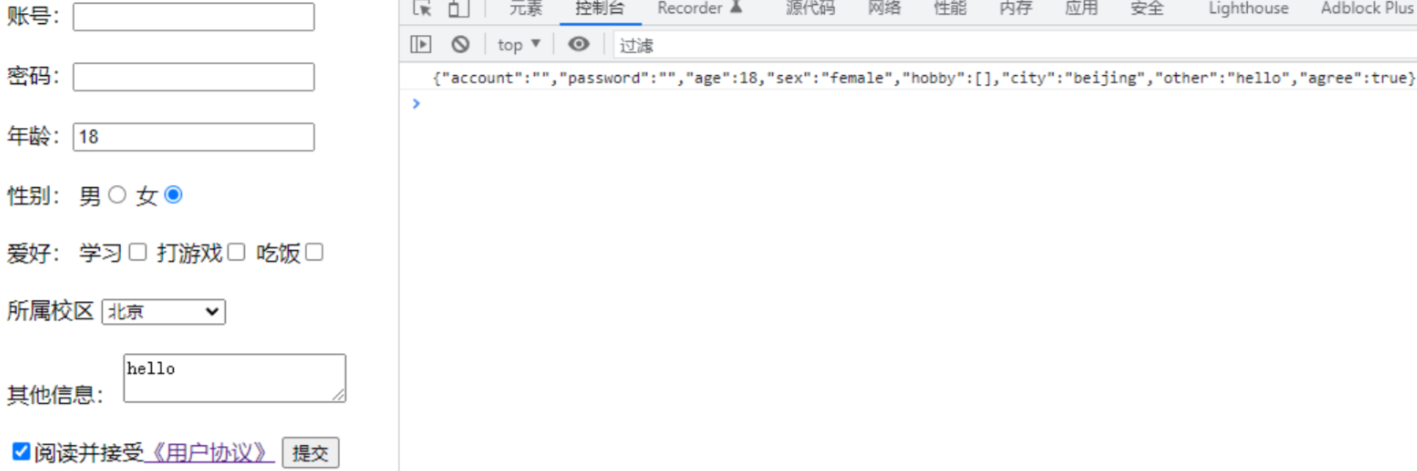 账号：
密码：
年龄： 18
性别： 男 女
爱好： 学习 打游戏 吃饭
所属校区 北京
其他信息： hello
阅读并接受《用户协议》 提交
元素 控制台 Recorder 源代码 网络 性能 内存 应用 安全 Lighthouse Adblock Plus
top 过滤
{"account":"","password":"","age":18,"sex":"female","hobby":[],"city":"beijing","other":"hello","agree":true}